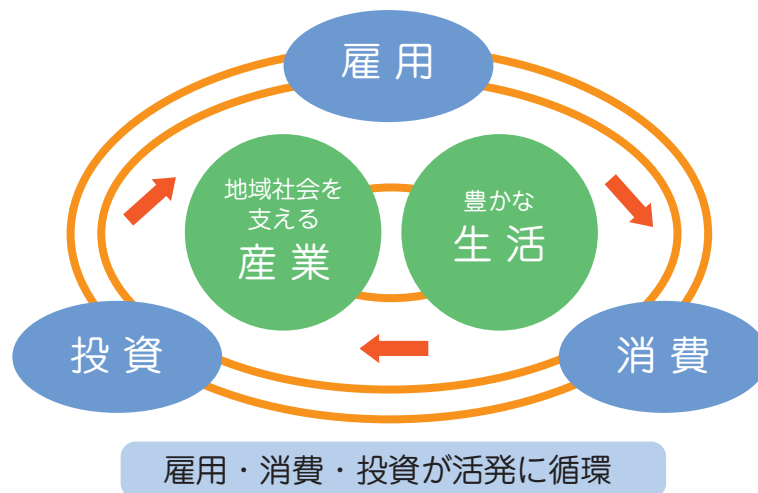 雇用
地域社会を
支える
産業
豊かな
生活
投資
消費
雇用・消費・投資が活発に循環